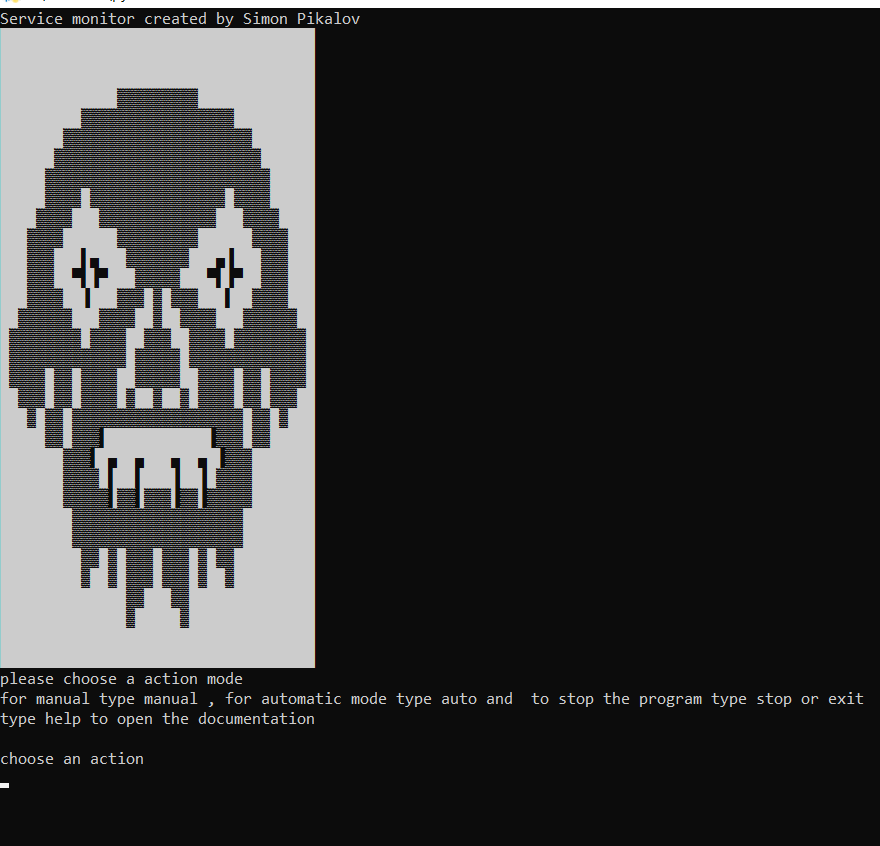 Service monitor created by Simon Pikalov
please choose a action mode
for manual type manual , for automatic mode type auto and  to stop the program type stop or exit
type help to open the documentation
choose an action